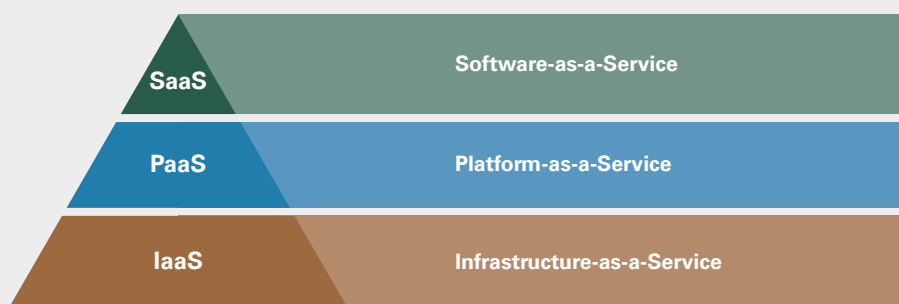 SaaS
Software-as-a-Service
PaaS
Platform-as-a-Service
IaaS
Infrastructure-as-a-Service